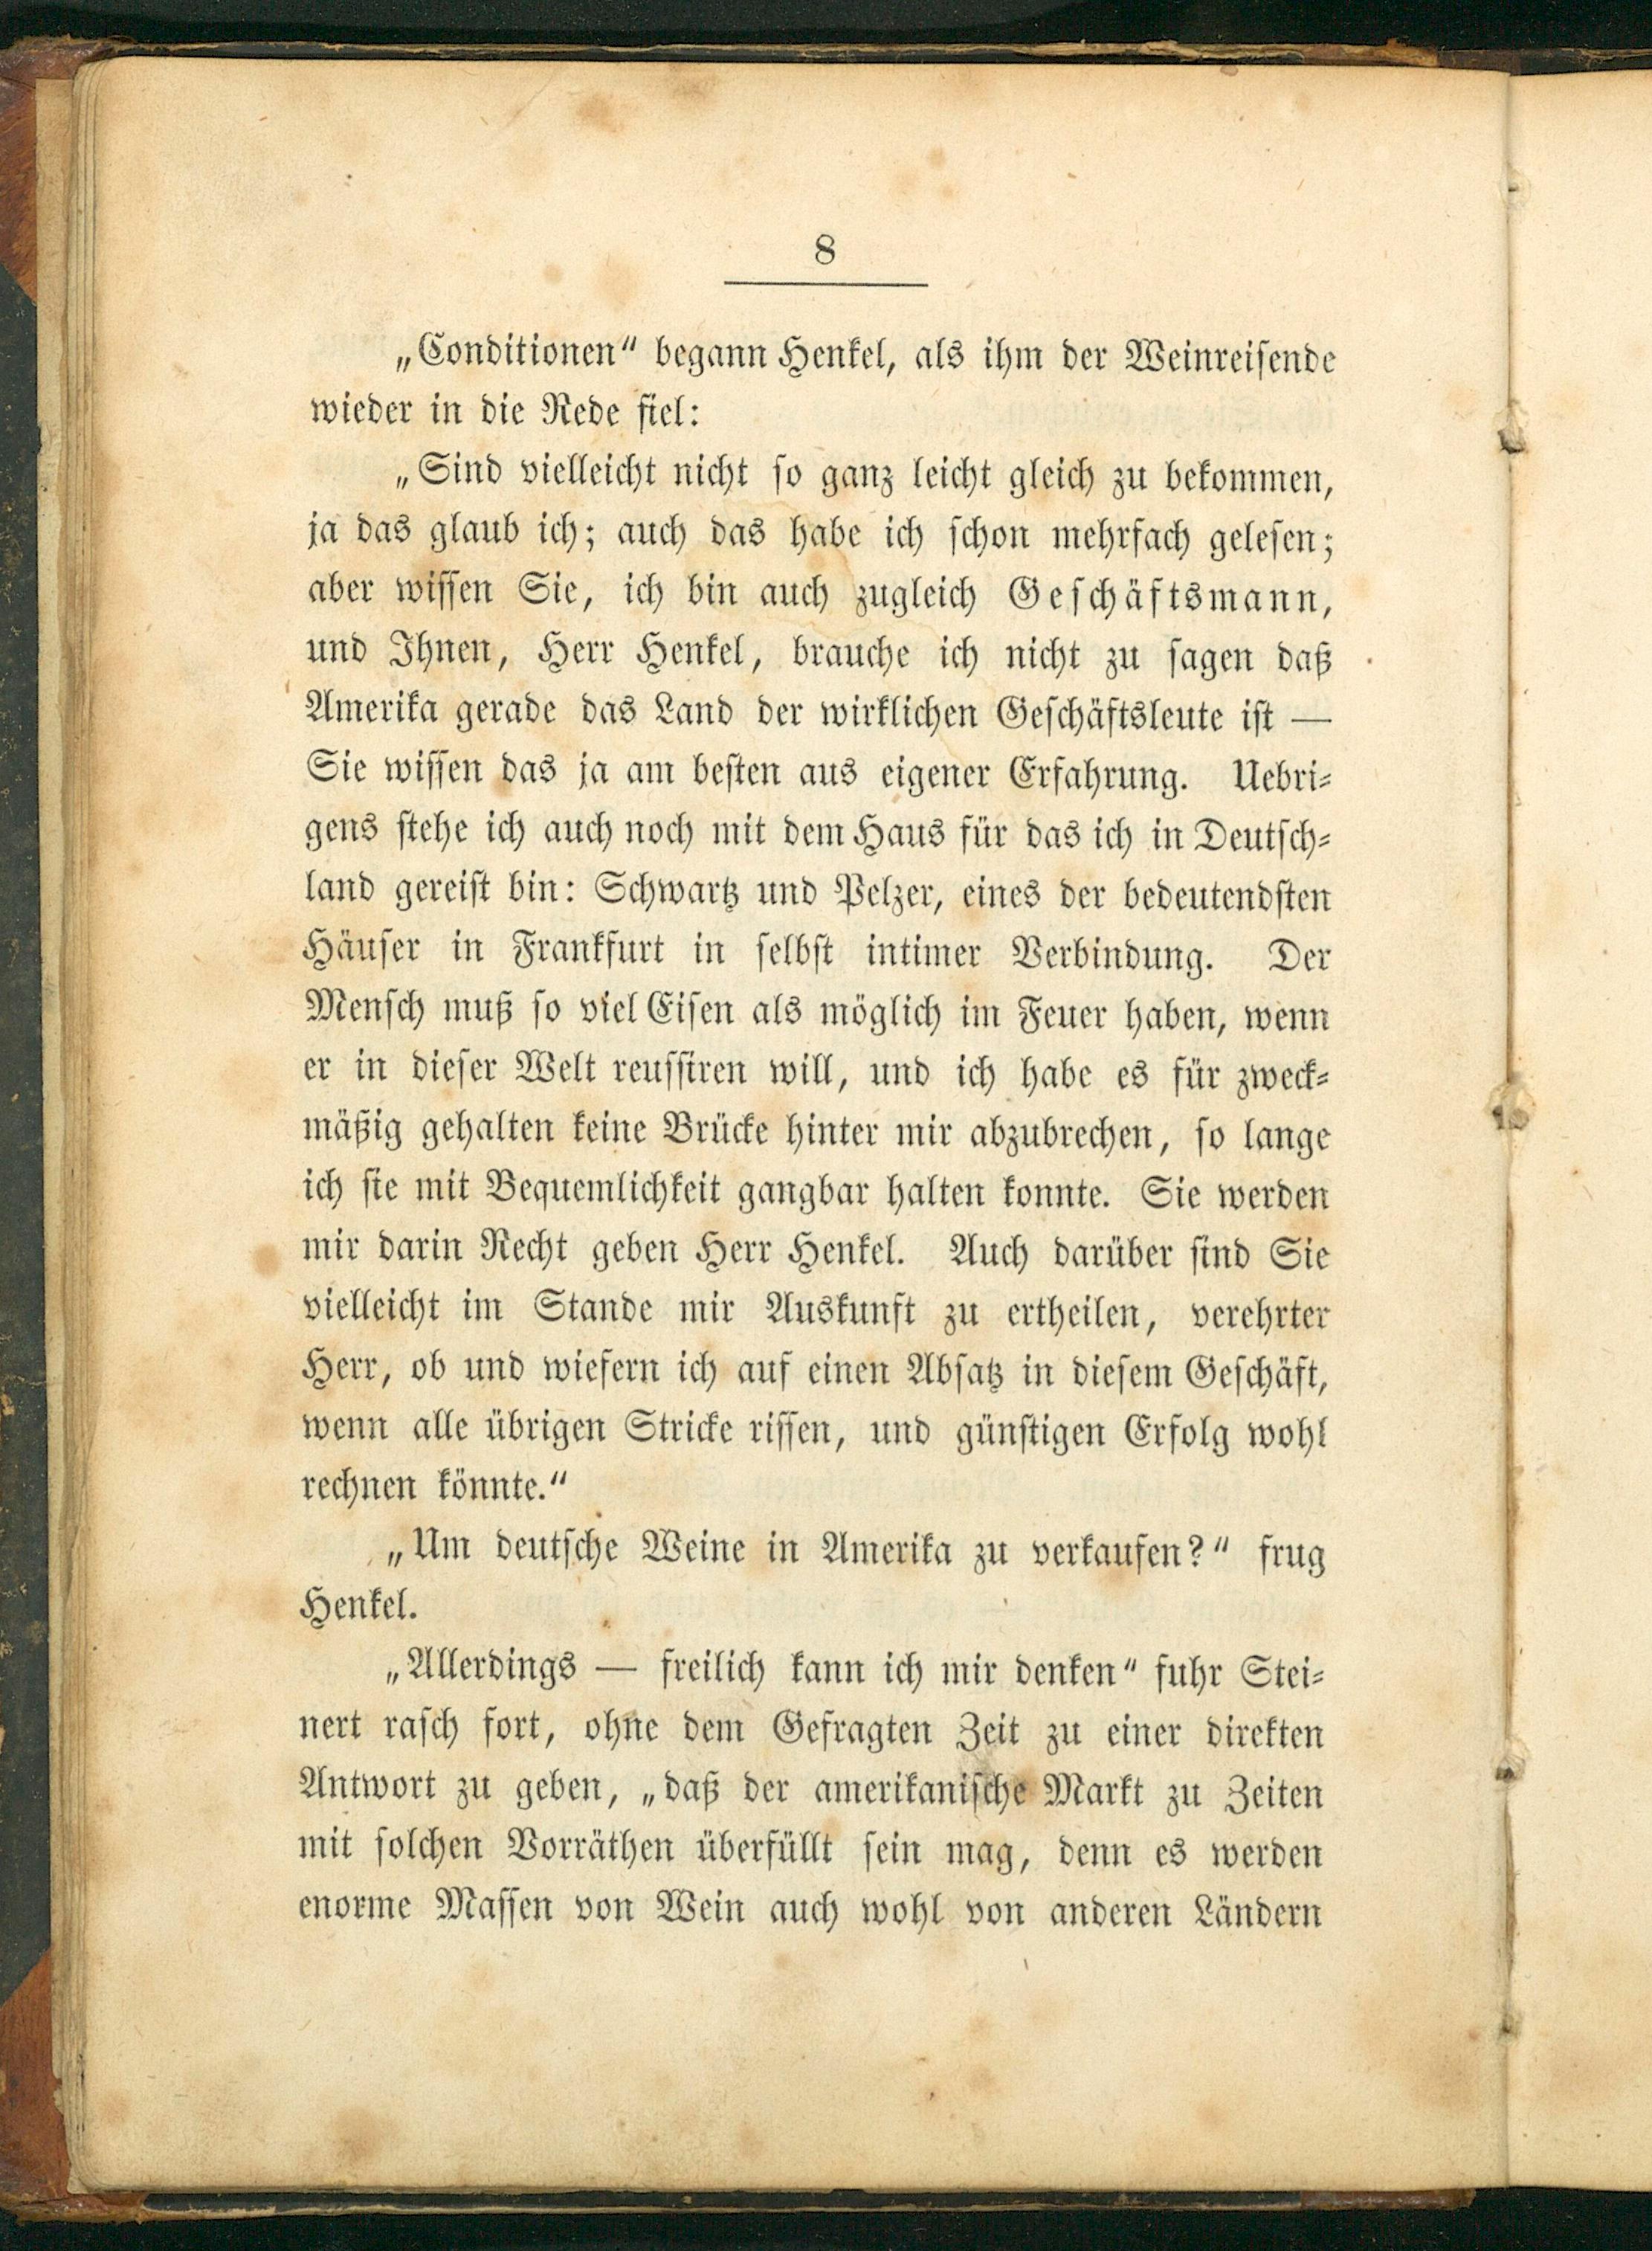 8
„Conditionen“ begann Henkel, als ihm der Weinreisende
wieder in die Rede fiel:
„Sind vielleicht nicht so ganz leicht gleich zu bekommen,
ja das glaub ich; auch das habe ich schon mehrfach gelesen;
aber wissen Sie, ich bin auch zugleich Geschäftsmann,
und Ihnen, Herr Henkel, brauche ich nicht zu sagen daß
Amerika gerade das Land der wirklichen Geschäftsleute ist —
Sie wissen das ja am besten aus eigener Erfahrung. Uebri-
gens stehe ich auch noch mit dem Haus für das ich in Deutsch-
land gereist bin: Schwartz und Pelzer, eines der bedeutendsten
Häuser in Frankfurt in selbst intimer Verbindung. Der
Mensch muß so viel Eisen als möglich im Feuer haben, wenn
er in dieser Welt reussiren will, und ich habe es für zweck-
mäßig gehalten keine Brücke hinter mir abzubrechen, so lange
ich sie mit Bequemlichkeit gangbar halten konnte. Sie werden
mir darin Recht geben Herr Henkel. Auch darüber sind Sie
vielleicht im Stande mir Auskunft zu ertheilen, verehrter
Herr, ob und wiefern ich auf einen Absatz in diesem Geschäft,
wenn alle übrigen Stricke rissen, und günstigen Erfolg wohl
rechnen könnte.“
„Um deutsche Weine in Amerika zu verkaufen?“ frug
Henkel.
„Allerdings — freilich kann ich mir denken“ fuhr Stei-
nert rasch fort, ohne dem Gefragten Zeit zu einer direkten
Antwort zu geben, „daß der amerikanische Markt zu Zeiten
mit solchen Vorräthen überfüllt sein mag, denn es werden
enorme Massen von Wein auch wohl von anderen Ländern